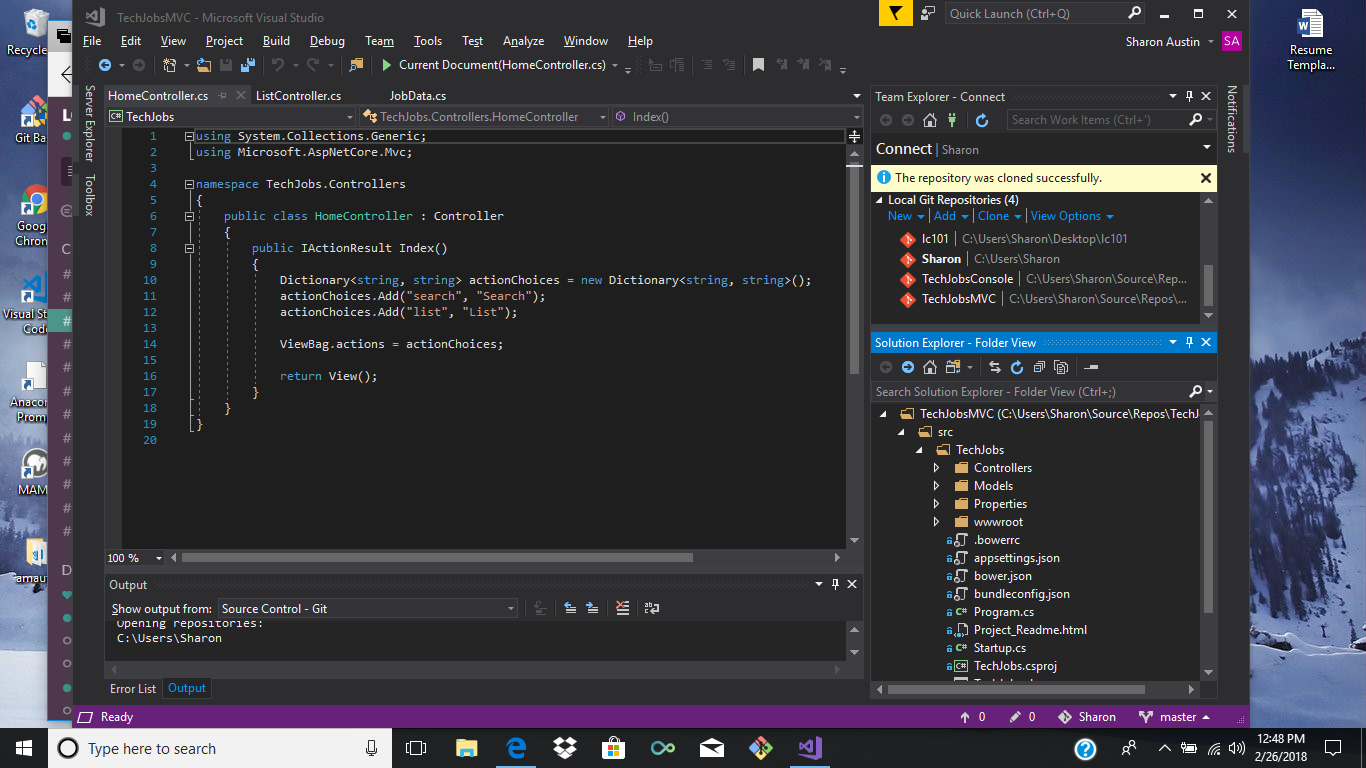 TechJobsMVC - Microsoft Visual Studio
Quick Launch (Ctrl+Q)
File Edit View Project Build Debug Team Tools Test Analyze Window Help
Sharon Austin SA
Current Document(HomeController.cs)
Server Explorer
Toolbox
HomeController.cs ListController.cs JobData.cs
TechJobs TechJobs.Controllers.HomeController Index()
1 using System.Collections.Generic;
2 using Microsoft.AspNetCore.Mvc;
3
4 namespace TechJobs.Controllers
5 {
6 public class HomeController : Controller
7 {
8 public IActionResult Index()
9 {
10 Dictionary<string, string> actionChoices = new Dictionary<string, string>();
11 actionChoices.Add("search", "Search");
12 actionChoices.Add("list", "List");
13
14 ViewBag.actions = actionChoices;
15
16 return View();
17 }
18 }
19 }
20
100 %
Output
Show output from: Source Control - Git
Opening repositories:
C:\Users\Sharon
Error List Output
Team Explorer - Connect
Search Work Items (Ctrl+')
Connect | Sharon
The repository was cloned successfully.
Local Git Repositories (4)
New Add Clone View Options
lc101 | C:\Users\Sharon\Desktop\lc101
Sharon | C:\Users\Sharon
TechJobsConsole | C:\Users\Sharon\Source\Rep...
TechJobsMVC | C:\Users\Sharon\Source\Repos\...
Solution Explorer - Folder View
Search Solution Explorer - Folder View (Ctrl+;)
TechJobsMVC (C:\Users\Sharon\Source\Repos\TechJ
src
TechJobs
Controllers
Models
Properties
wwwroot
.bowerrc
appsettings.json
bower.json
bundleconfig.json
Program.cs
Project_Readme.html
Startup.cs
TechJobs.csproj
Notifications
Ready
0 0 Sharon master
Recycle
Git Ba
Goog
Chron
Visual St
Code
Anacon
Prom
MAM
amau
Resume
Templa...
Type here to search
12:48 PM
2/26/2018